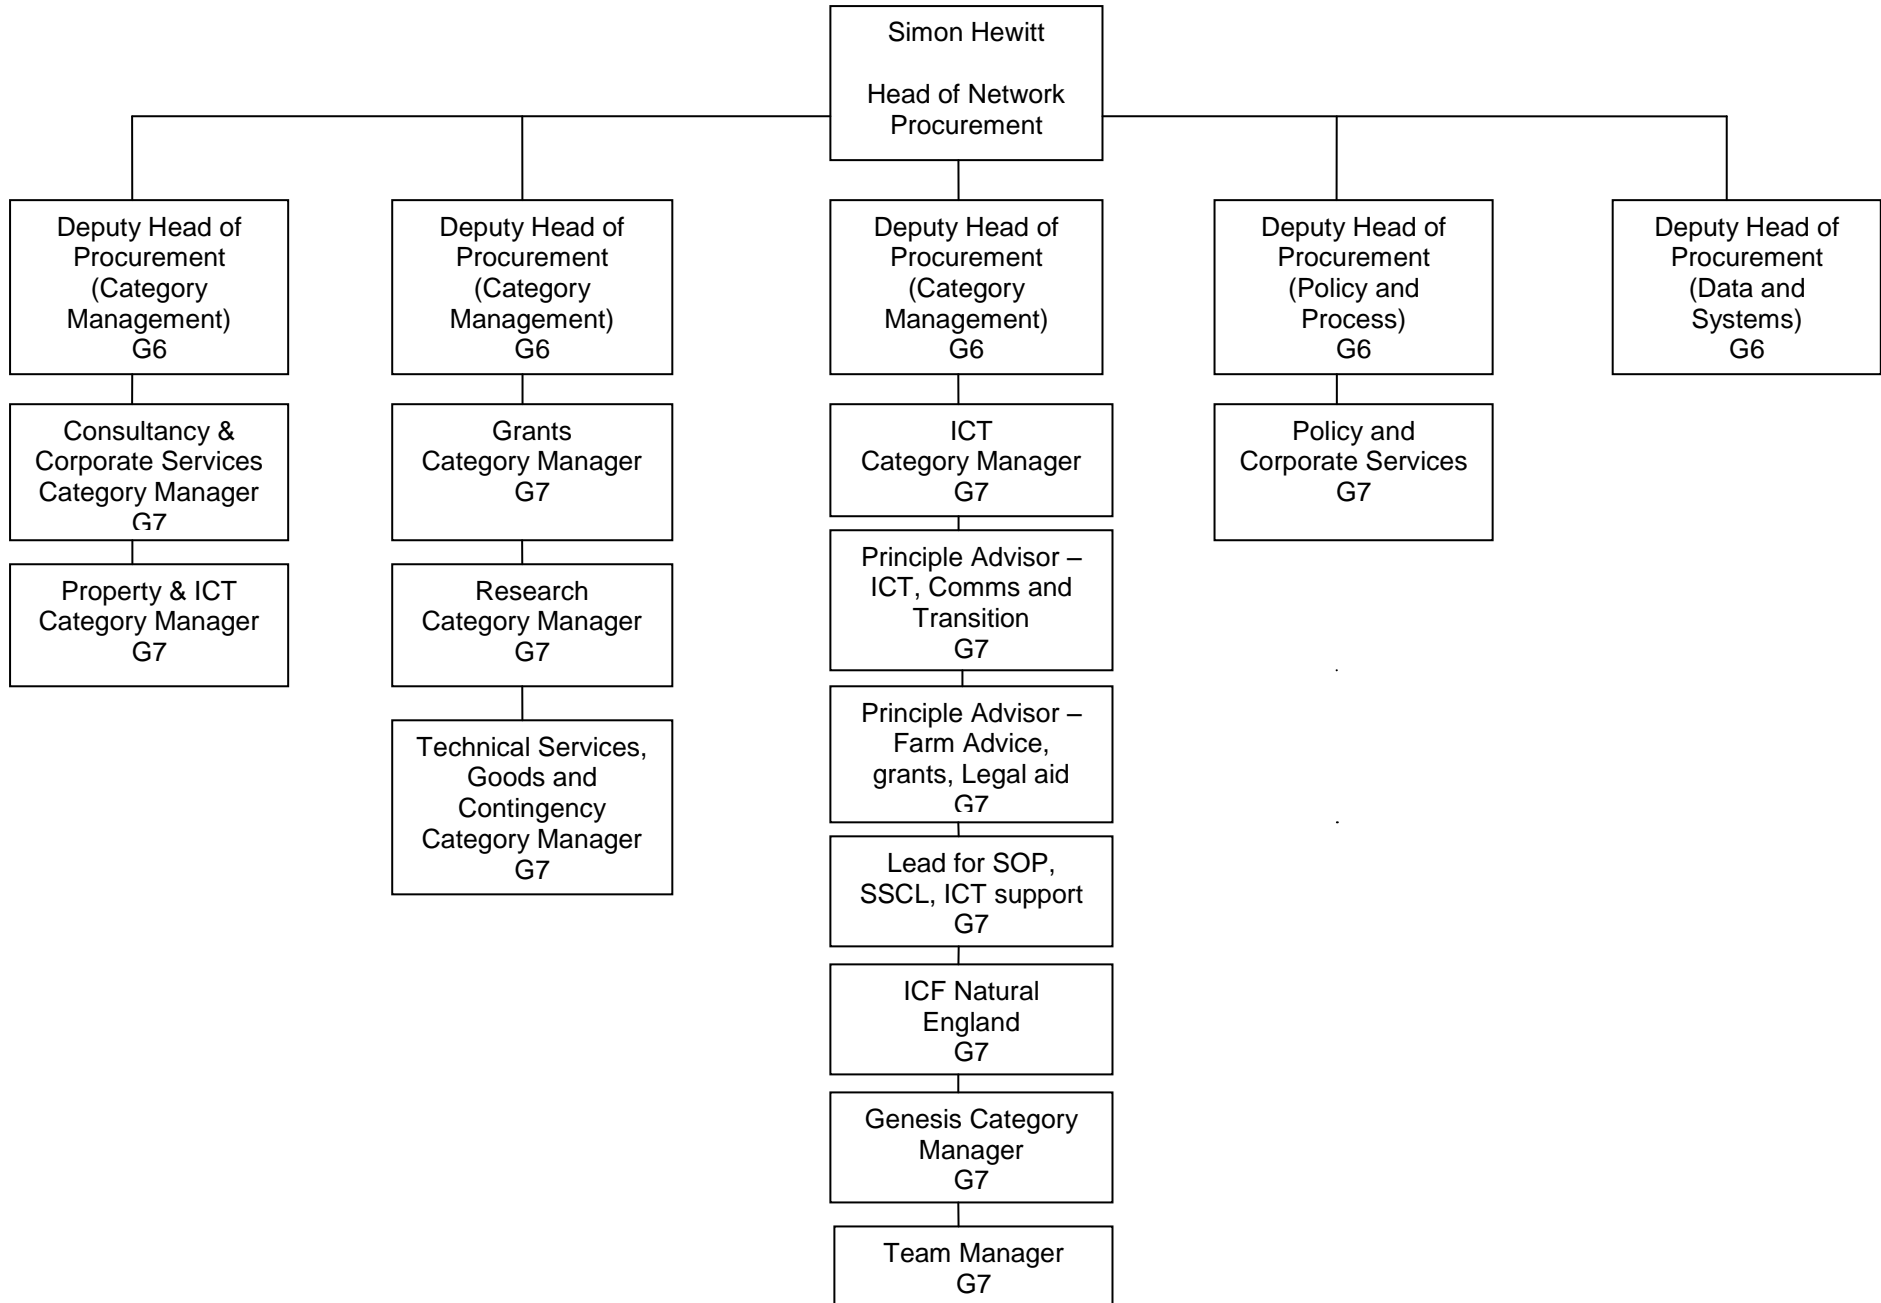 Simon Hewitt
Head of Network
Procurement
Deputy Head of
Procurement
(Category
Management)
G6
Consultancy &
Corporate Services
Category Manager
G7
Property & ICT
Category Manager
G7
Deputy Head of
Procurement
(Category
Management)
G6
Grants
Category Manager
G7
Research
Category Manager
G7
Technical Services,
Goods and
Contingency
Category Manager
G7
Deputy Head of
Procurement
(Category
Management)
G6
ICT
Category Manager
G7
Principle Advisor –
ICT, Comms and
Transition
G7
Principle Advisor –
Farm Advice,
grants, Legal aid
G7
Lead for SOP,
SSCL, ICT support
G7
ICF Natural
England
G7
Genesis Category
Manager
G7
Team Manager
G7
Deputy Head of
Procurement
(Policy and
Process)
G6
Policy and
Corporate Services
G7
Deputy Head of
Procurement
(Data and
Systems)
G6